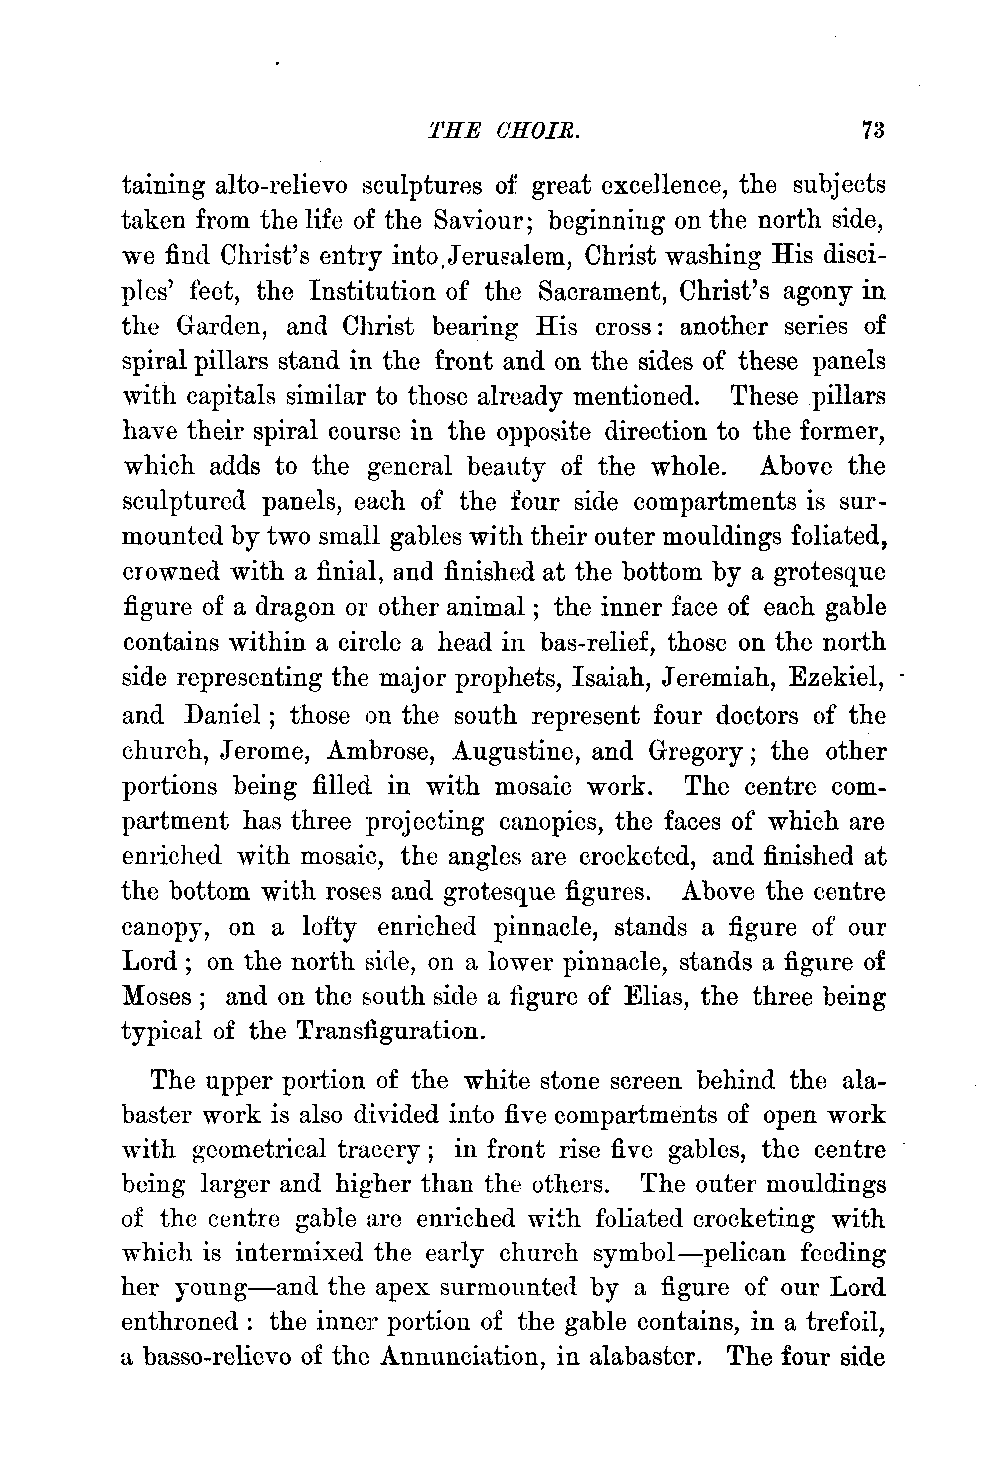 THE CHOIR. 73
taining alto-relievo sculptures of great excellence, the subjects
taken from the life of the Saviour; beginning on the north side,
we find Christ's entry into Jerusalem, Christ washing His disci-
ples' feet, the Institution of the Sacrament, Christ's agony in
the Garden, and Christ bearing His cross: another series of
spiral pillars stand in the front and on the sides of these panels
with capitals similar to those already mentioned. These pillars
have their spiral course in the opposite direction to the former,
which adds to the general beauty of the whole. Above the
sculptured panels, each of the four side compartments is sur-
mounted by two small gables with their outer mouldings foliated,
crowned with a finial, and finished at the bottom by a grotesque
figure of a dragon or other animal; the inner face of each gable
contains within a circle a head in bas-relief, those on the north
side representing the major prophets, Isaiah, Jeremiah, Ezekiel,
and Daniel; those on the south represent four doctors of the
church, Jerome, Ambrose, Augustine, and Gregory; the other
portions being filled in with mosaic work. The centre com-
partment has three projecting canopies, the faces of which are
enriched with mosaic, the angles are crocketed, and finished at
the bottom with roses and grotesque figures. Above the centre
canopy, on a lofty enriched pinnacle, stands a figure of our
Lord; on the north side, on a lower pinnacle, stands a figure of
Moses; and on the south side a figure of Elias, the three being
typical of the Transfiguration.
The upper portion of the white stone screen behind the ala-
baster work is also divided into five compartments of open work
with geometrical tracery; in front rise five gables, the centre
being larger and higher than the others. The outer mouldings
of the centre gable are enriched with foliated crocketing with
which is intermixed the early church symbol—pelican feeding
her young—and the apex surmounted by a figure of our Lord
enthroned: the inner portion of the gable contains, in a trefoil,
a basso-relievo of the Annunciation, in alabaster. The four side